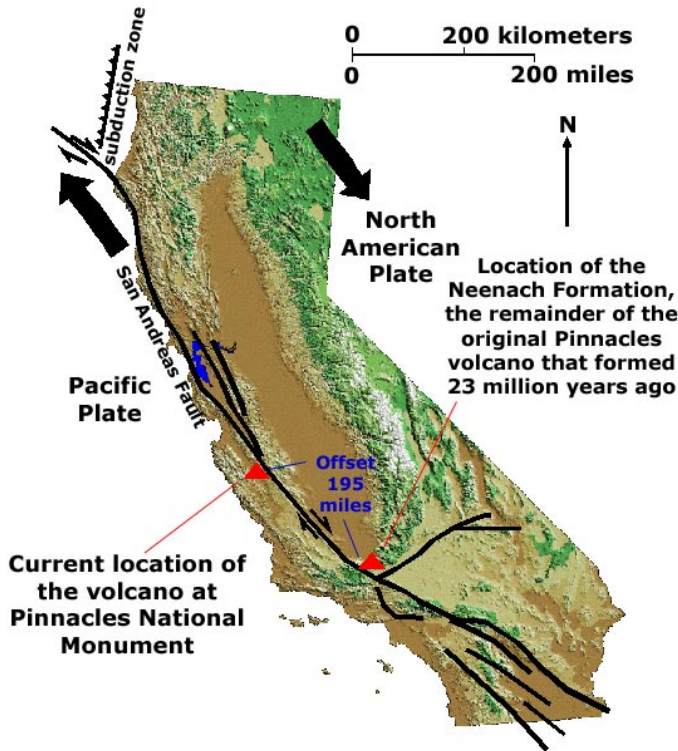 subduction zone
0 200 kilometers
0 200 miles
N
North
American
Plate
Location of the
Neenach Formation,
the remainder of the
original Pinnacles
volcano that formed
23 million years ago
San Andreas Fault
Pacific
Plate
Offset
195
miles
Current location of
the volcano at
Pinnacles National
Monument